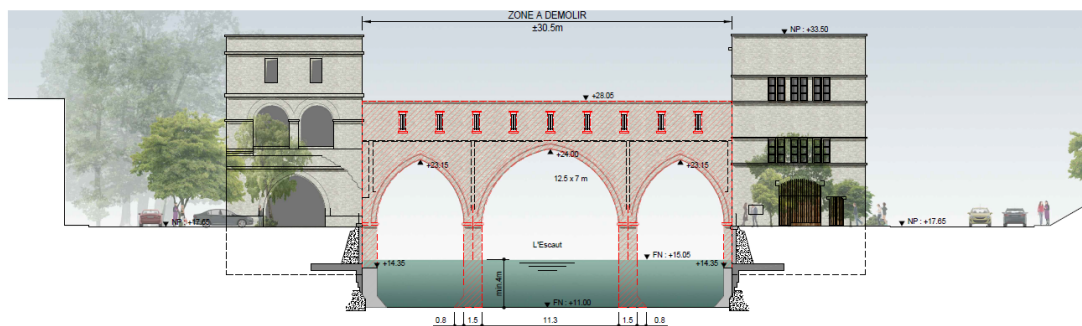 ZONE A DEMOLIR
±30.5m
NP : +33.50
+28.05
+23.15
+24.00
+23.15
12.5 x 7 m
NP : +17.65
NP : +17.65
L'Escaut
FN : +15.05
+14.35
+14.35
min.4m
FN : +11.00
0.8
1.5
11.3
1.5
0.8